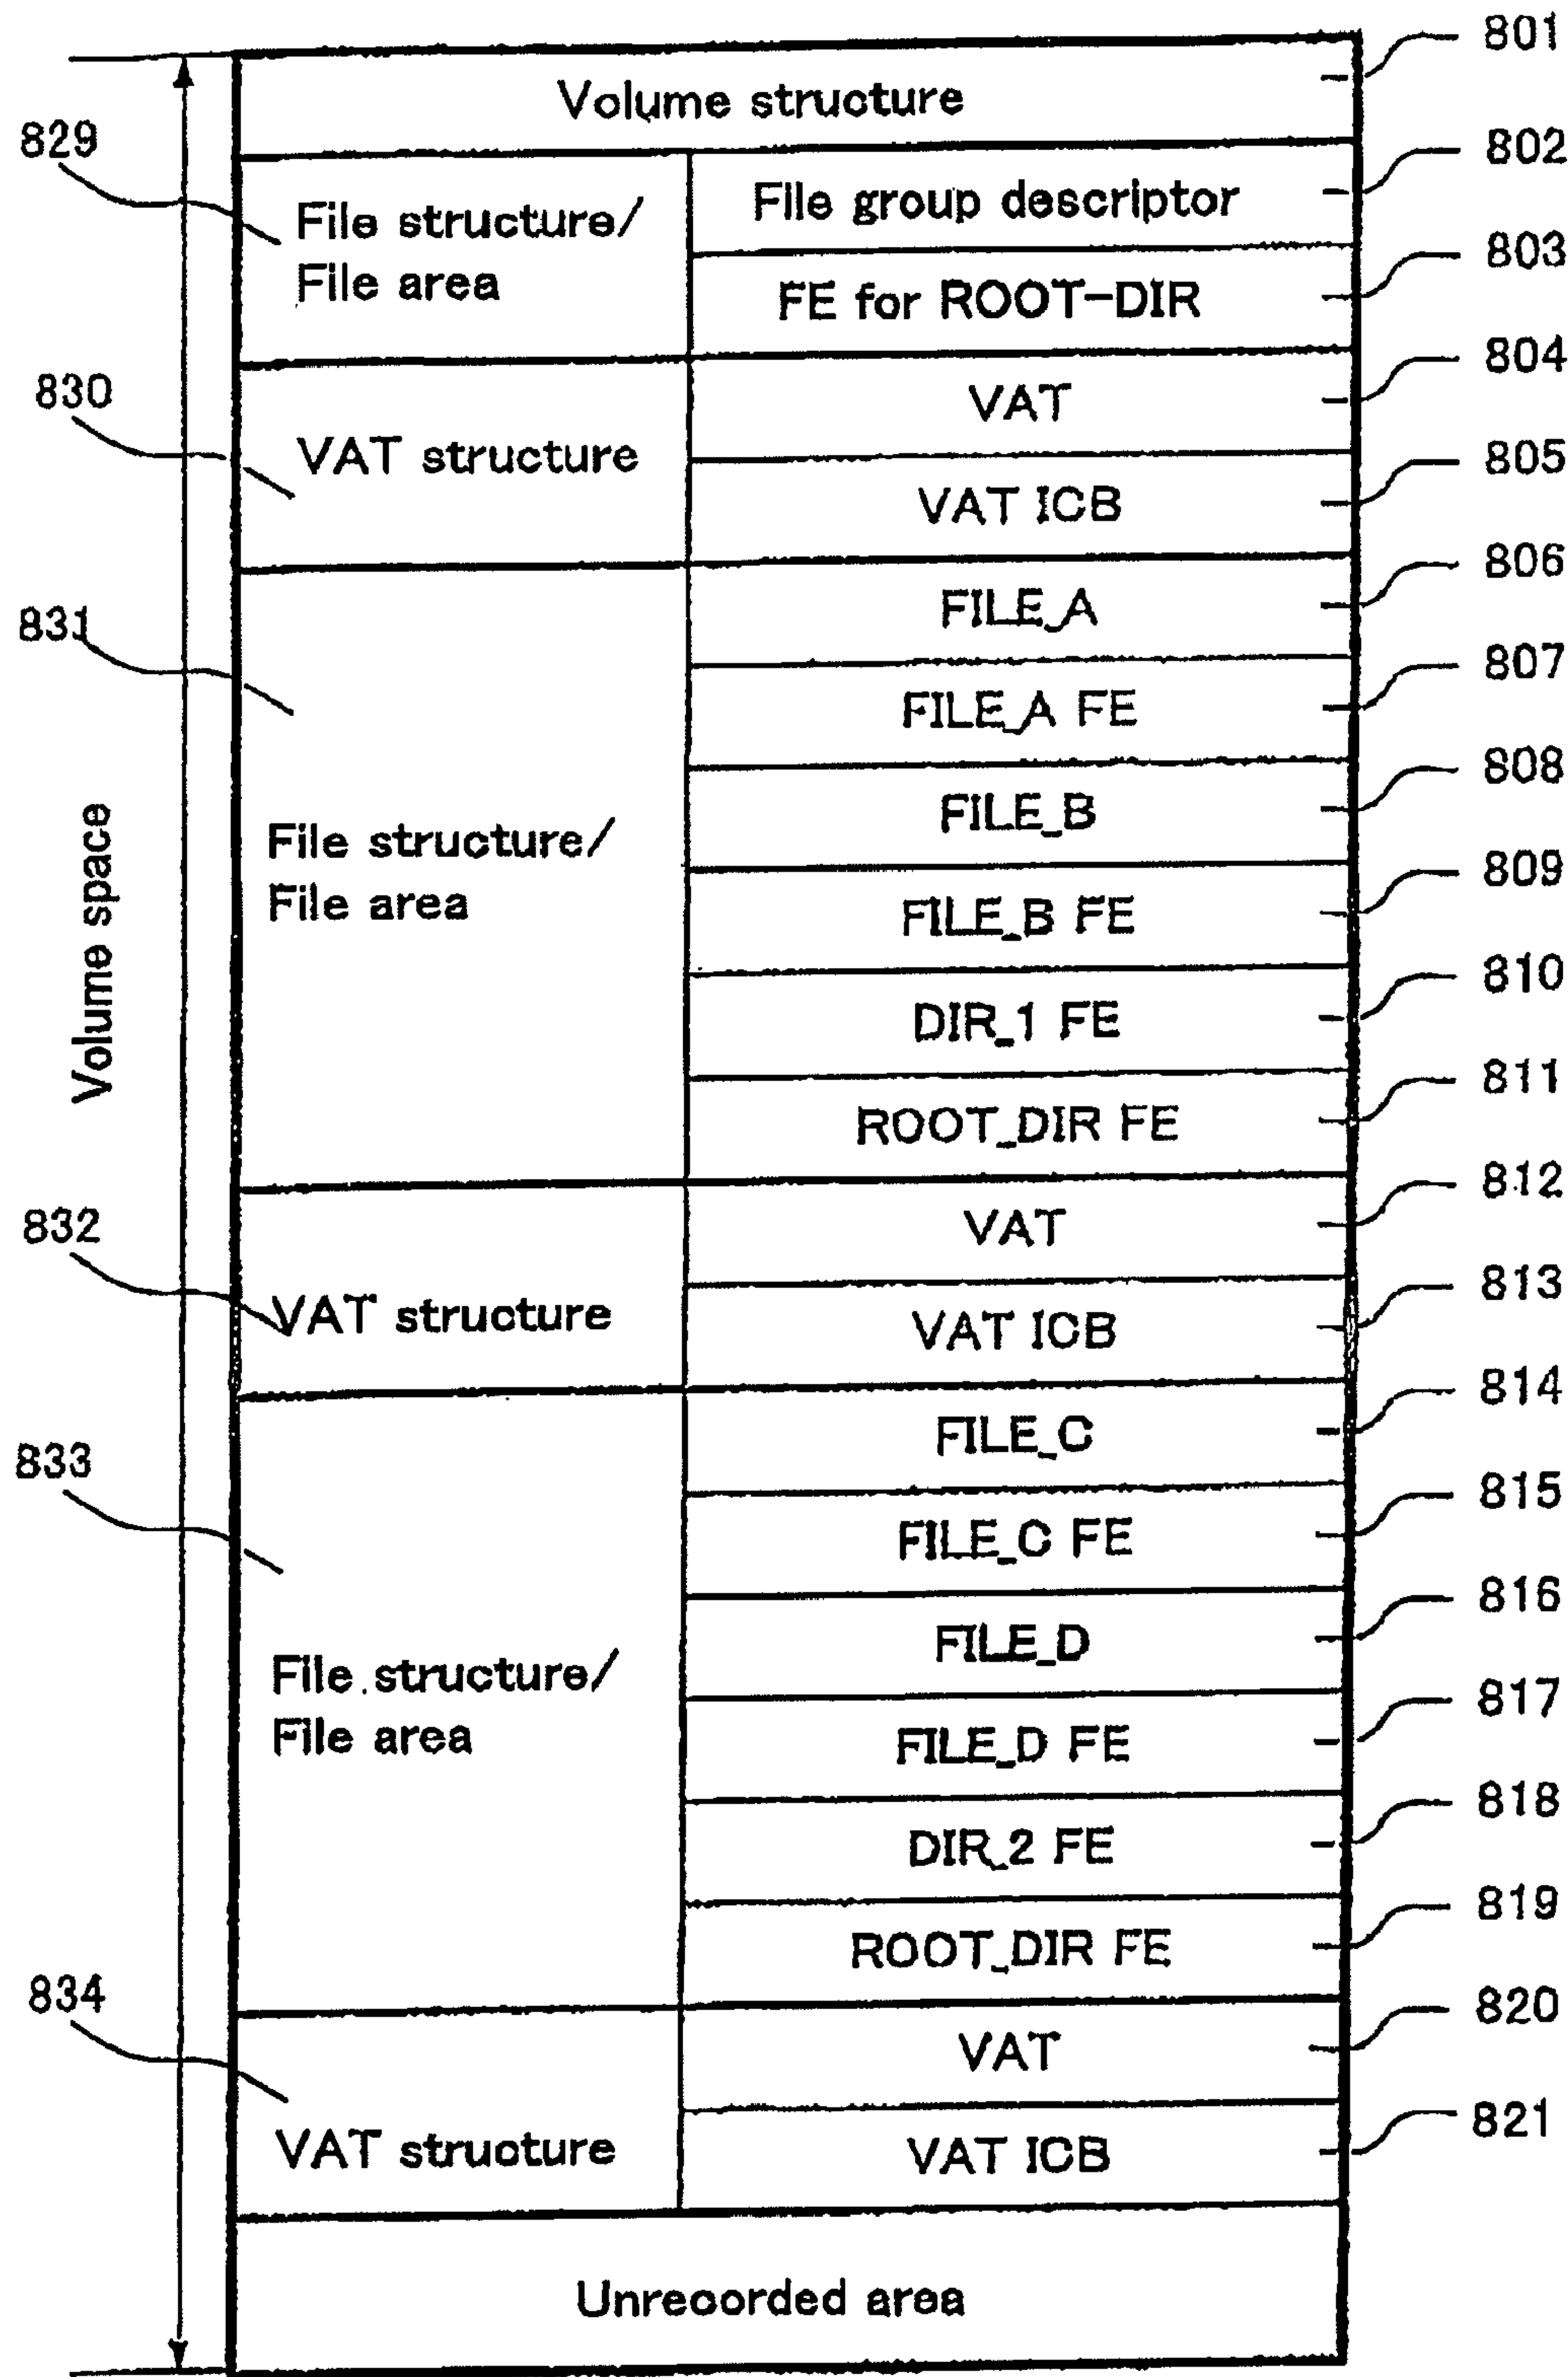 801
Volume structure
829
802
File structure/
File area
File group descriptor
803
FE for ROOT-DIR
830
804
VAT structure
VAT
805
VAT ICB
831
806
FILE_A
807
FILE_A FE
808
FILE_B
Volume space
File structure/
File area
809
FILE_B FE
810
DIR_1 FE
811
ROOT_DIR FE
832
812
VAT
VAT structure
813
VAT ICB
833
814
FILE_C
815
FILE_C FE
816
FILE_D
File structure/
File area
817
FILE_D FE
818
DIR_2 FE
819
ROOT_DIR FE
834
820
VAT
VAT structure
821
VAT ICB
Unrecorded area